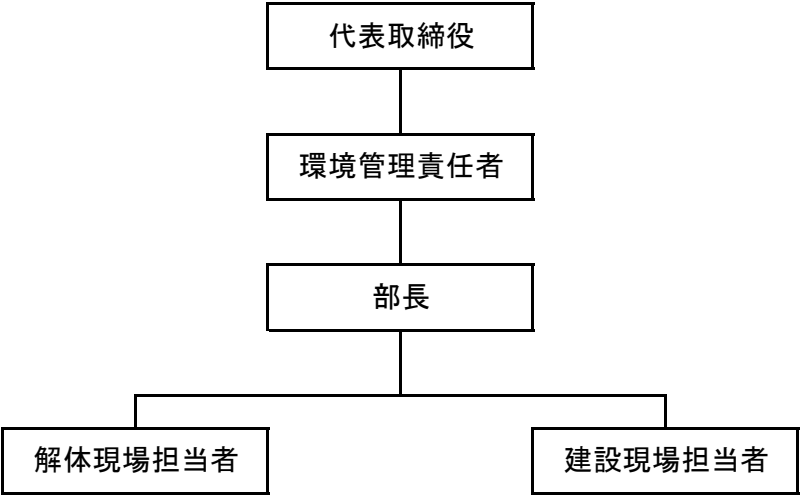 代表取締役
環境管理責任者
部長
解体現場担当者
建設現場担当者